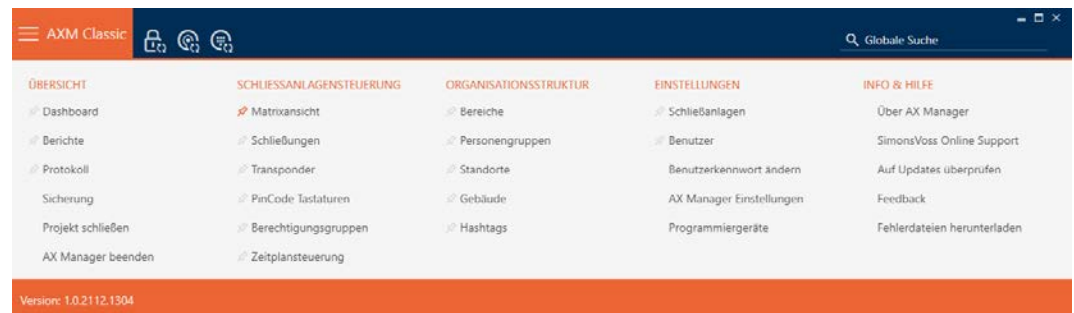 AXM Classic
Globale Suche
ÜBERSICHT
Dashboard
Berichte
Protokoll
Sicherung
Projekt schließen
AX Manager beenden
SCHLIESSANLAGENSTEUERUNG
Matrixansicht
Schließungen
Transponder
PinCode Tastaturen
Berechtigungsgruppen
Zeitplansteuerung
ORGANISATIONSSTRUKTUR
Bereiche
Personengruppen
Standorte
Gebäude
Hashtags
EINSTELLUNGEN
Schließanlagen
Benutzer
Benutzerkennwort ändern
AX Manager Einstellungen
Programmiergeräte
INFO & HILFE
Über AX Manager
SimonsVoss Online Support
Auf Updates überprüfen
Feedback
Fehlerdateien herunterladen
Version: 1.0.2112.1304